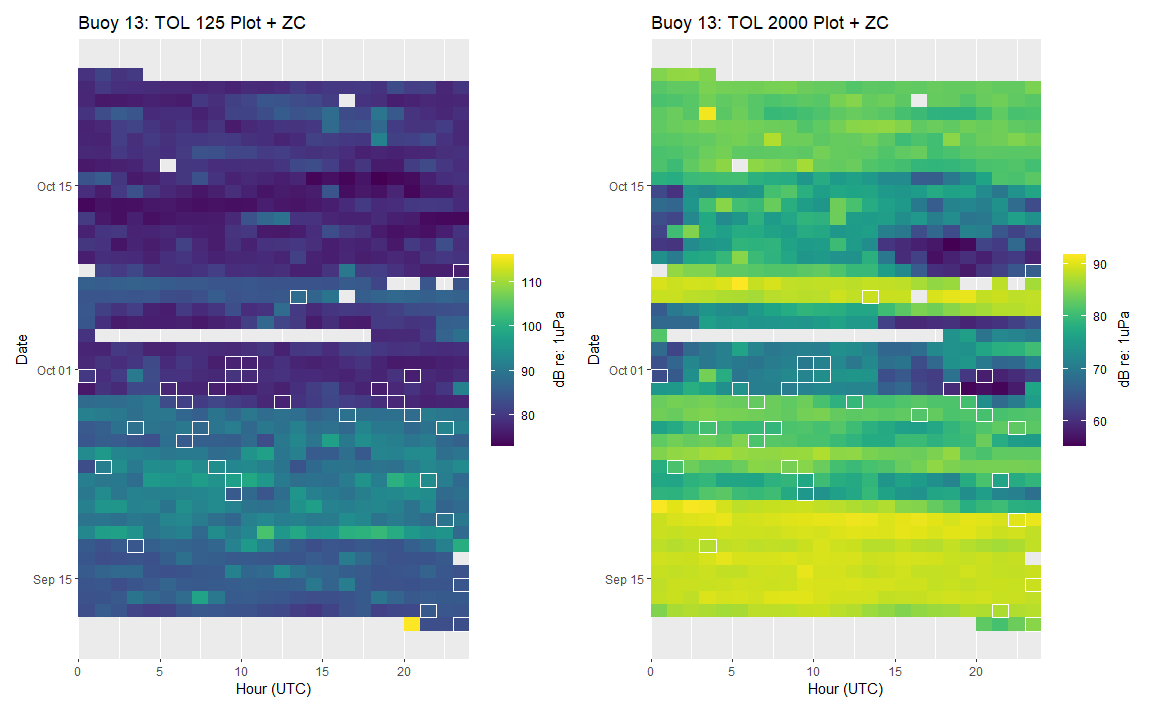 Buoy 13: TOL 125 Plot + ZC
Date
Oct 15
Oct 01
Sep 15
0
5
10
15
20
Hour (UTC)
110
100
90
80
dB re: 1uPa
Buoy 13: TOL 2000 Plot + ZC
Date
Oct 15
Oct 01
Sep 15
0
5
10
15
20
Hour (UTC)
90
80
70
60
dB re: 1uPa